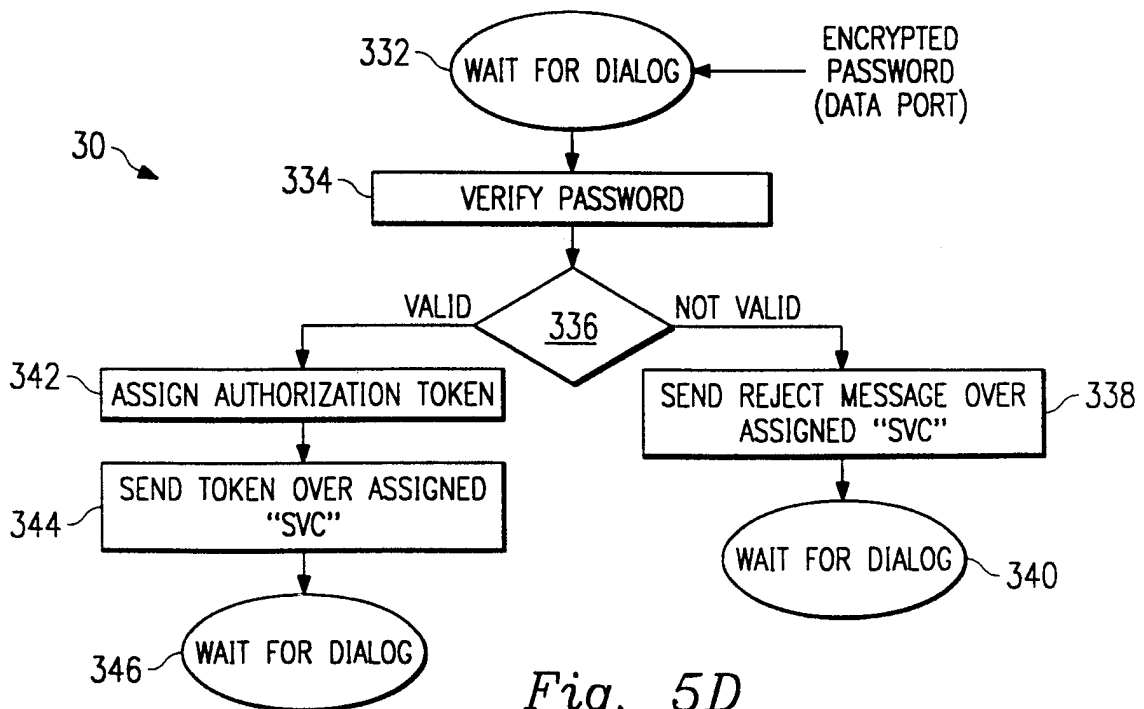 332
WAIT FOR DIALOG
ENCRYPTED
PASSWORD
(DATA PORT)
30
334
VERIFY PASSWORD
VALID
336
NOT VALID
342
ASSIGN AUTHORIZATION TOKEN
SEND REJECT MESSAGE OVER
ASSIGNED "SVC"
338
344
SEND TOKEN OVER ASSIGNED
"SVC"
WAIT FOR DIALOG
340
346
WAIT FOR DIALOG
Fig. 5D